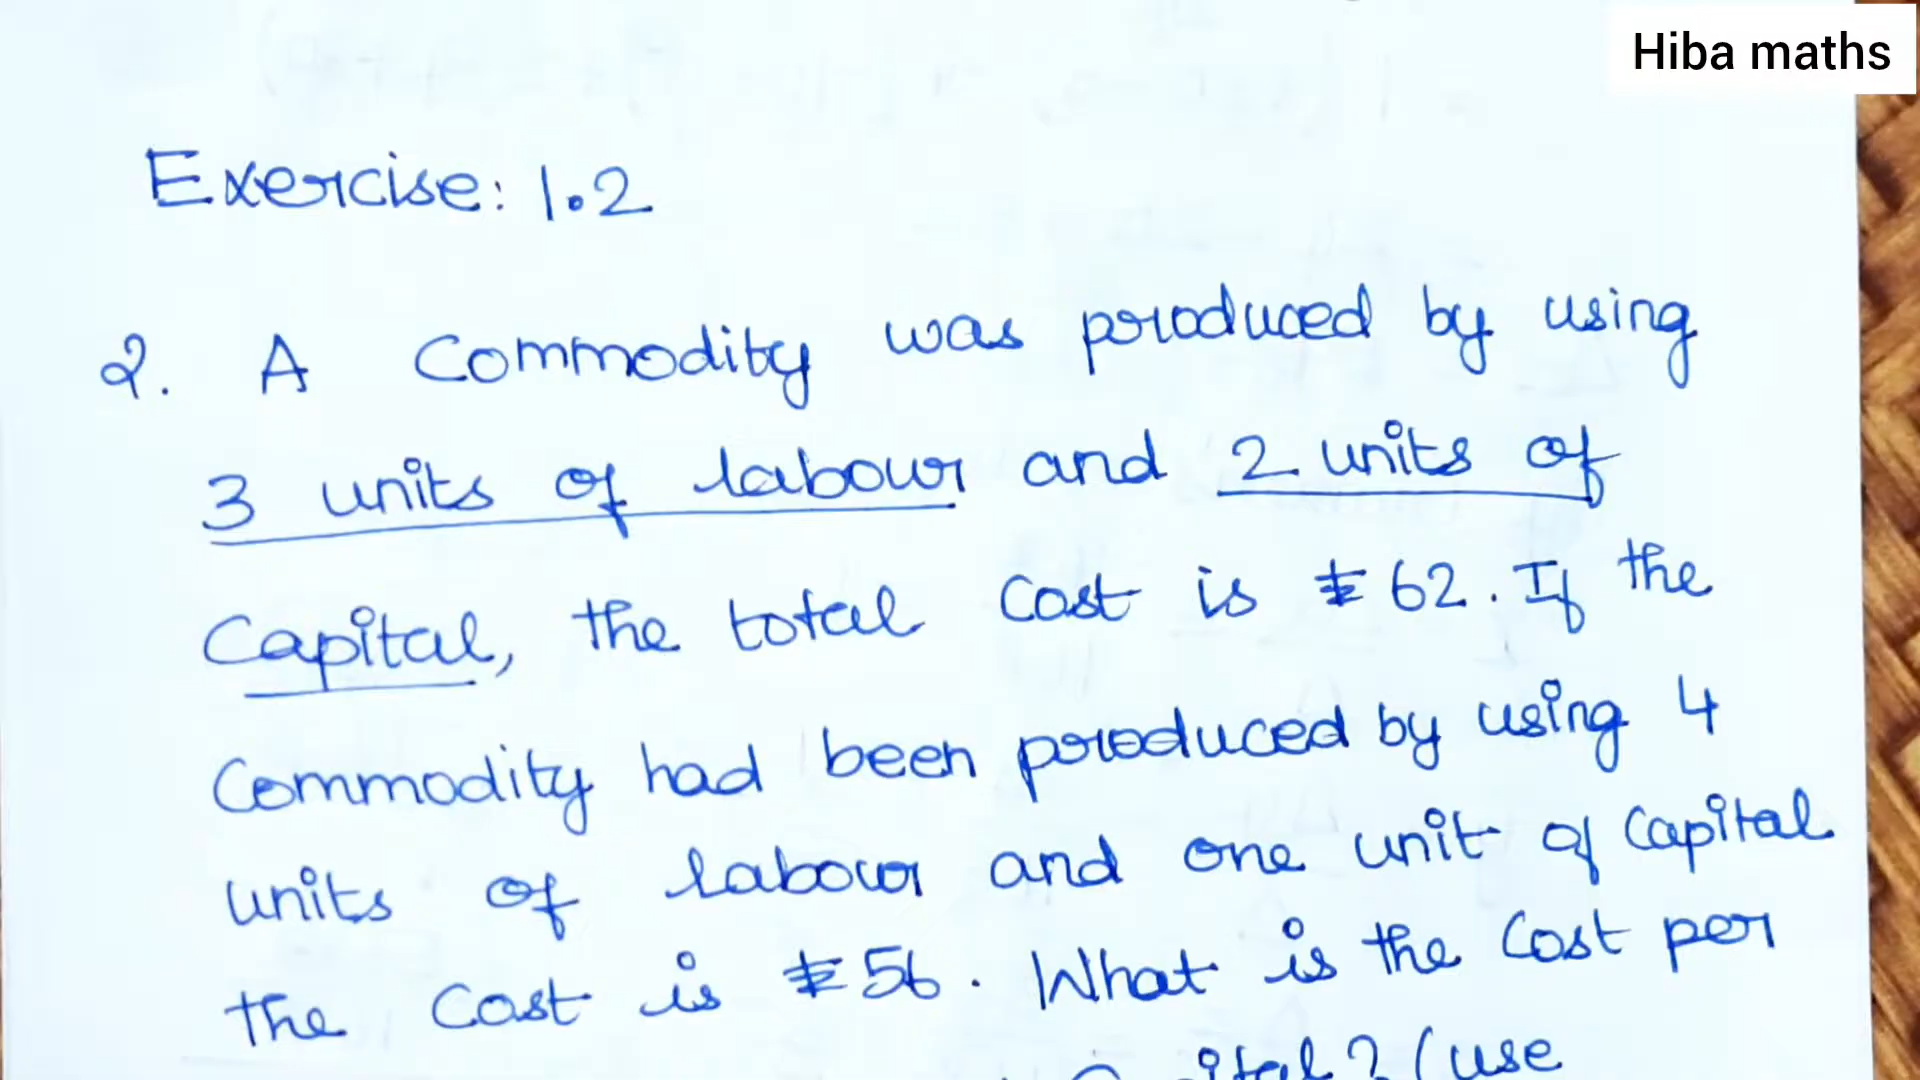 Hiba maths
Exercise: 1.2
2. A Commodity was produced by using
3 units of labour and 2 units of
Capital, the total cost is ₹ 62. If the
Commodity had been produced by using 4
units of labour and one unit of capital
the cost is ₹ 56. What is the cost per
? (use